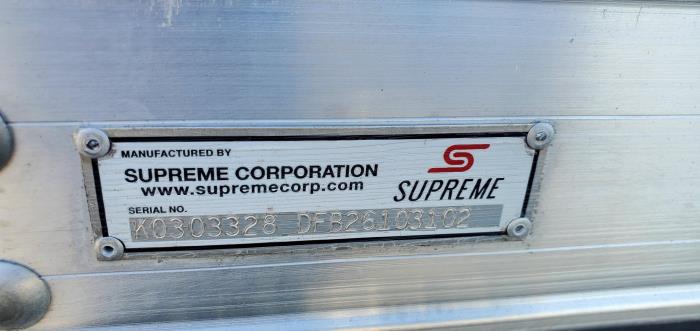 MANUFACTURED BY
SUPREME CORPORATION
www.supremecorp.com
SUPREME
SERIAL NO.
K0303328 DFB26103102